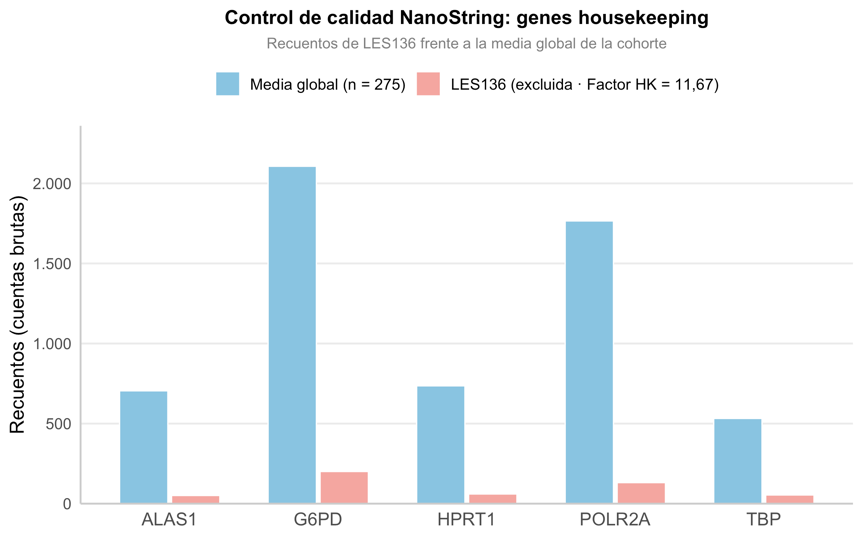 Control de calidad NanoString: genes housekeeping
Recuentos de LES136 frente a la media global de la cohorte
Media global (n = 275)
LES136 (excluida · Factor HK = 11,67)
Recuentos (cuentas brutas)
2.000
1.500
1.000
500
0
ALAS1
G6PD
HPRT1
POLR2A
TBP